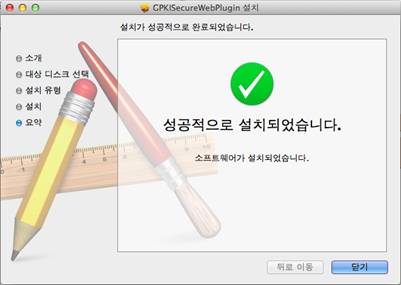 GPKISecureWebPlugin 설치
설치가 성공적으로 완료되었습니다.
소개
대상 디스크 선택
설치 유형
설치
요약
성공적으로 설치되었습니다.
소프트웨어가 설치되었습니다.
뒤로 이동
닫기